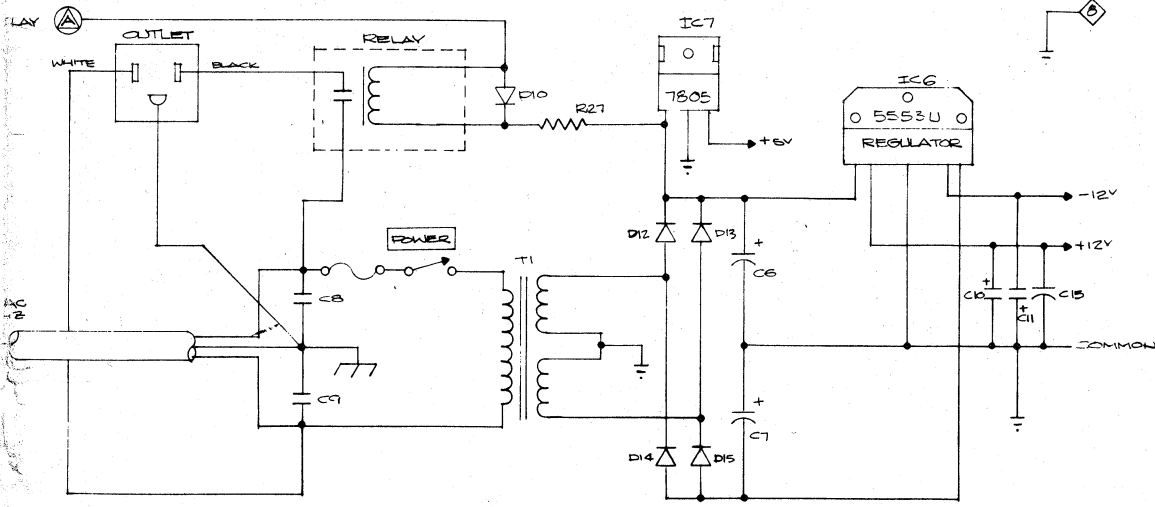 LAY A
OUTLET
WHITE
BLACK
RELAY
D10
R27
IC7
7805
+5V
8
IC6
5553U
REGULATOR
-12V
+12V
POWER
T1
D12
D13
+
C6
C8
AC
C10
+
C11
+
C15
COMMON
C9
+
C7
D14
D15